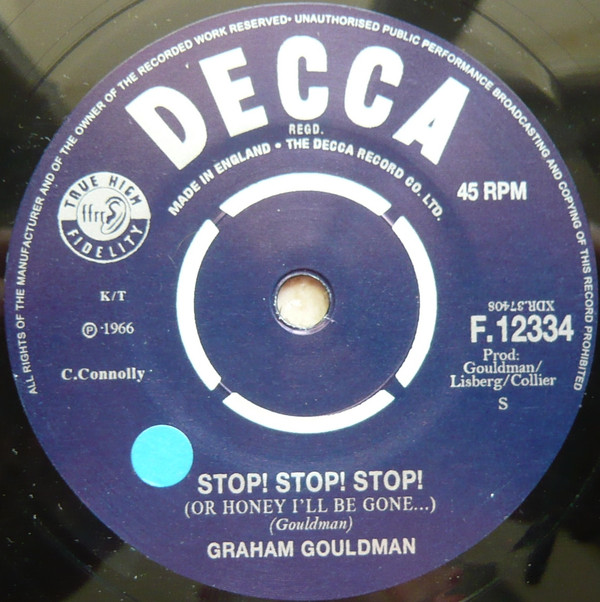 ALL RIGHTS OF THE MANUFACTURER AND OF THE OWNER OF THE RECORDED WORK RESERVED • UNAUTHORISED PUBLIC PERFORMANCE BROADCASTING AND COPYING OF THIS RECORD PROHIBITED
DECCA
REGD.
MADE IN ENGLAND • THE DECCA RECORD CO. LTD.
TRUE HIGH
ffrr
FIDELITY
45 RPM
K/T
Ⓟ·1966
C.Connolly
XDR.37408
F.12334
Prod:
Gouldman/
Lisberg/Collier
S
STOP! STOP! STOP!
(OR HONEY I'LL BE GONE...)
(Gouldman)
GRAHAM GOULDMAN